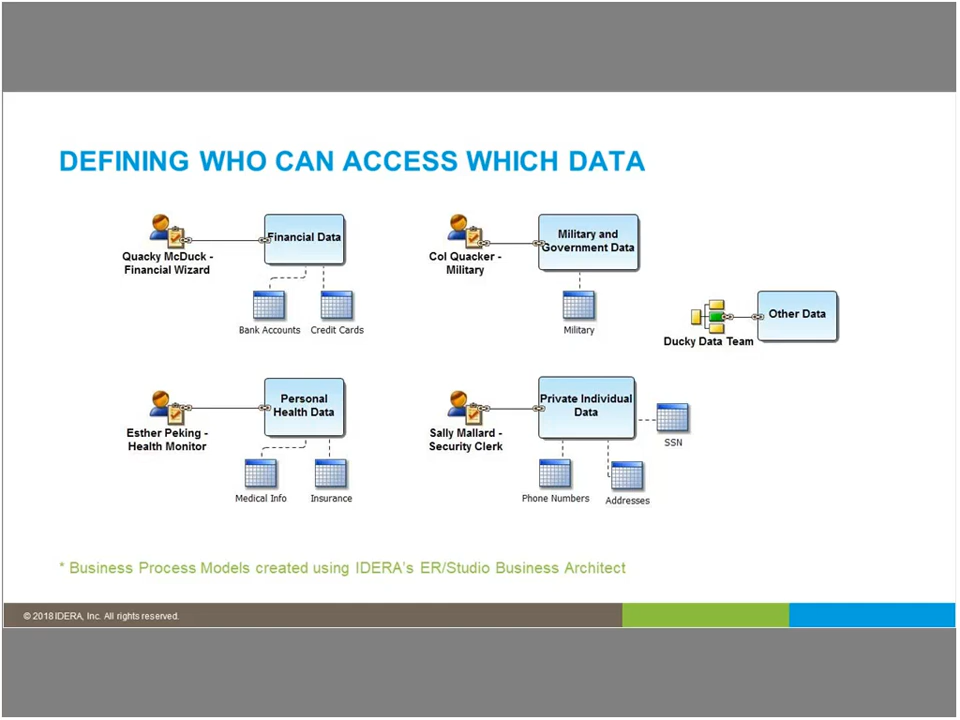 DEFINING WHO CAN ACCESS WHICH DATA
Quacky McDuck -
Financial Wizard
Financial Data
Bank Accounts
Credit Cards
Col Quacker -
Military
Military and
Government Data
Military
Ducky Data Team
Other Data
Esther Peking -
Health Monitor
Personal
Health Data
Medical Info
Insurance
Sally Mallard -
Security Clerk
Private Individual
Data
SSN
Phone Numbers
Addresses
* Business Process Models created using IDERA's ER/Studio Business Architect
© 2018 IDERA, Inc. All rights reserved.